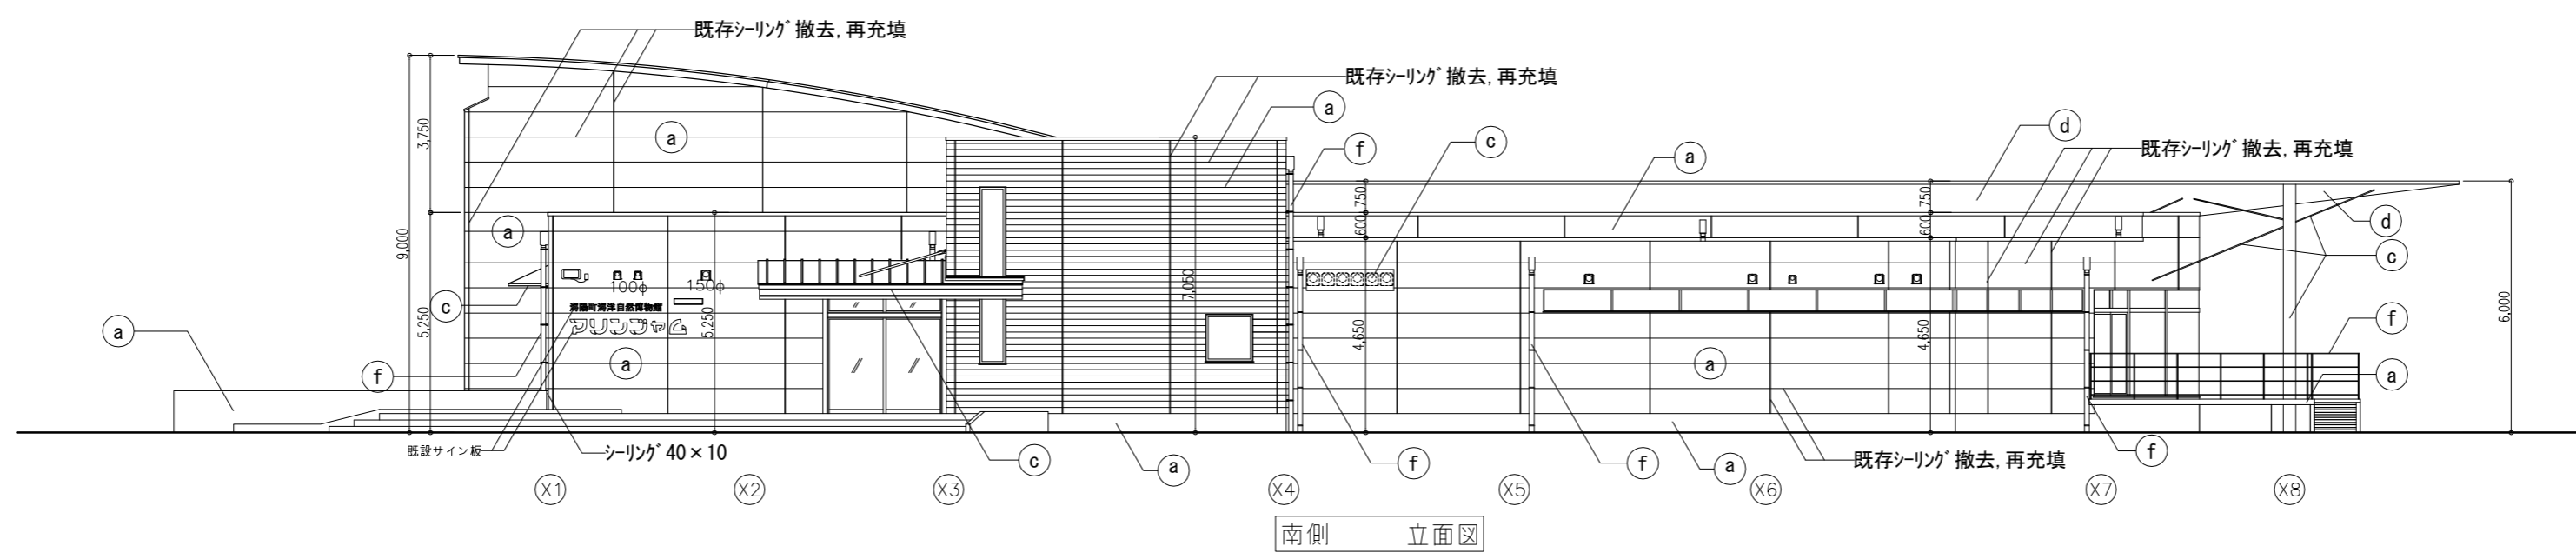 既存シーリング撤去,再充填
既存シーリング撤去,再充填
a
c
f
d
a
既存シーリング撤去,再充填
a
3,750
9,000
5,250
a
c
100φ
150φ
海陽町海洋自然博物館
マリンジャム
5,250
a
7,050
750
600
4,650
750
600
4,650
a
d
c
f
a
6,000
a
f
既設サイン板
シーリング40×10
c
a
f
f
a
既存シーリング撤去,再充填
f
X1
X2
X3
X4
X5
X6
X7
X8
南側 立面図